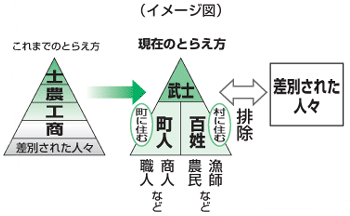 （イメージ図）
これまでのとらえ方
士
農
工
商
差別された人々
現在のとらえ方
武士
町に住む
町人
百姓
村に住む
職人
商人
など
農民
漁師
など
排除
差別された
人々